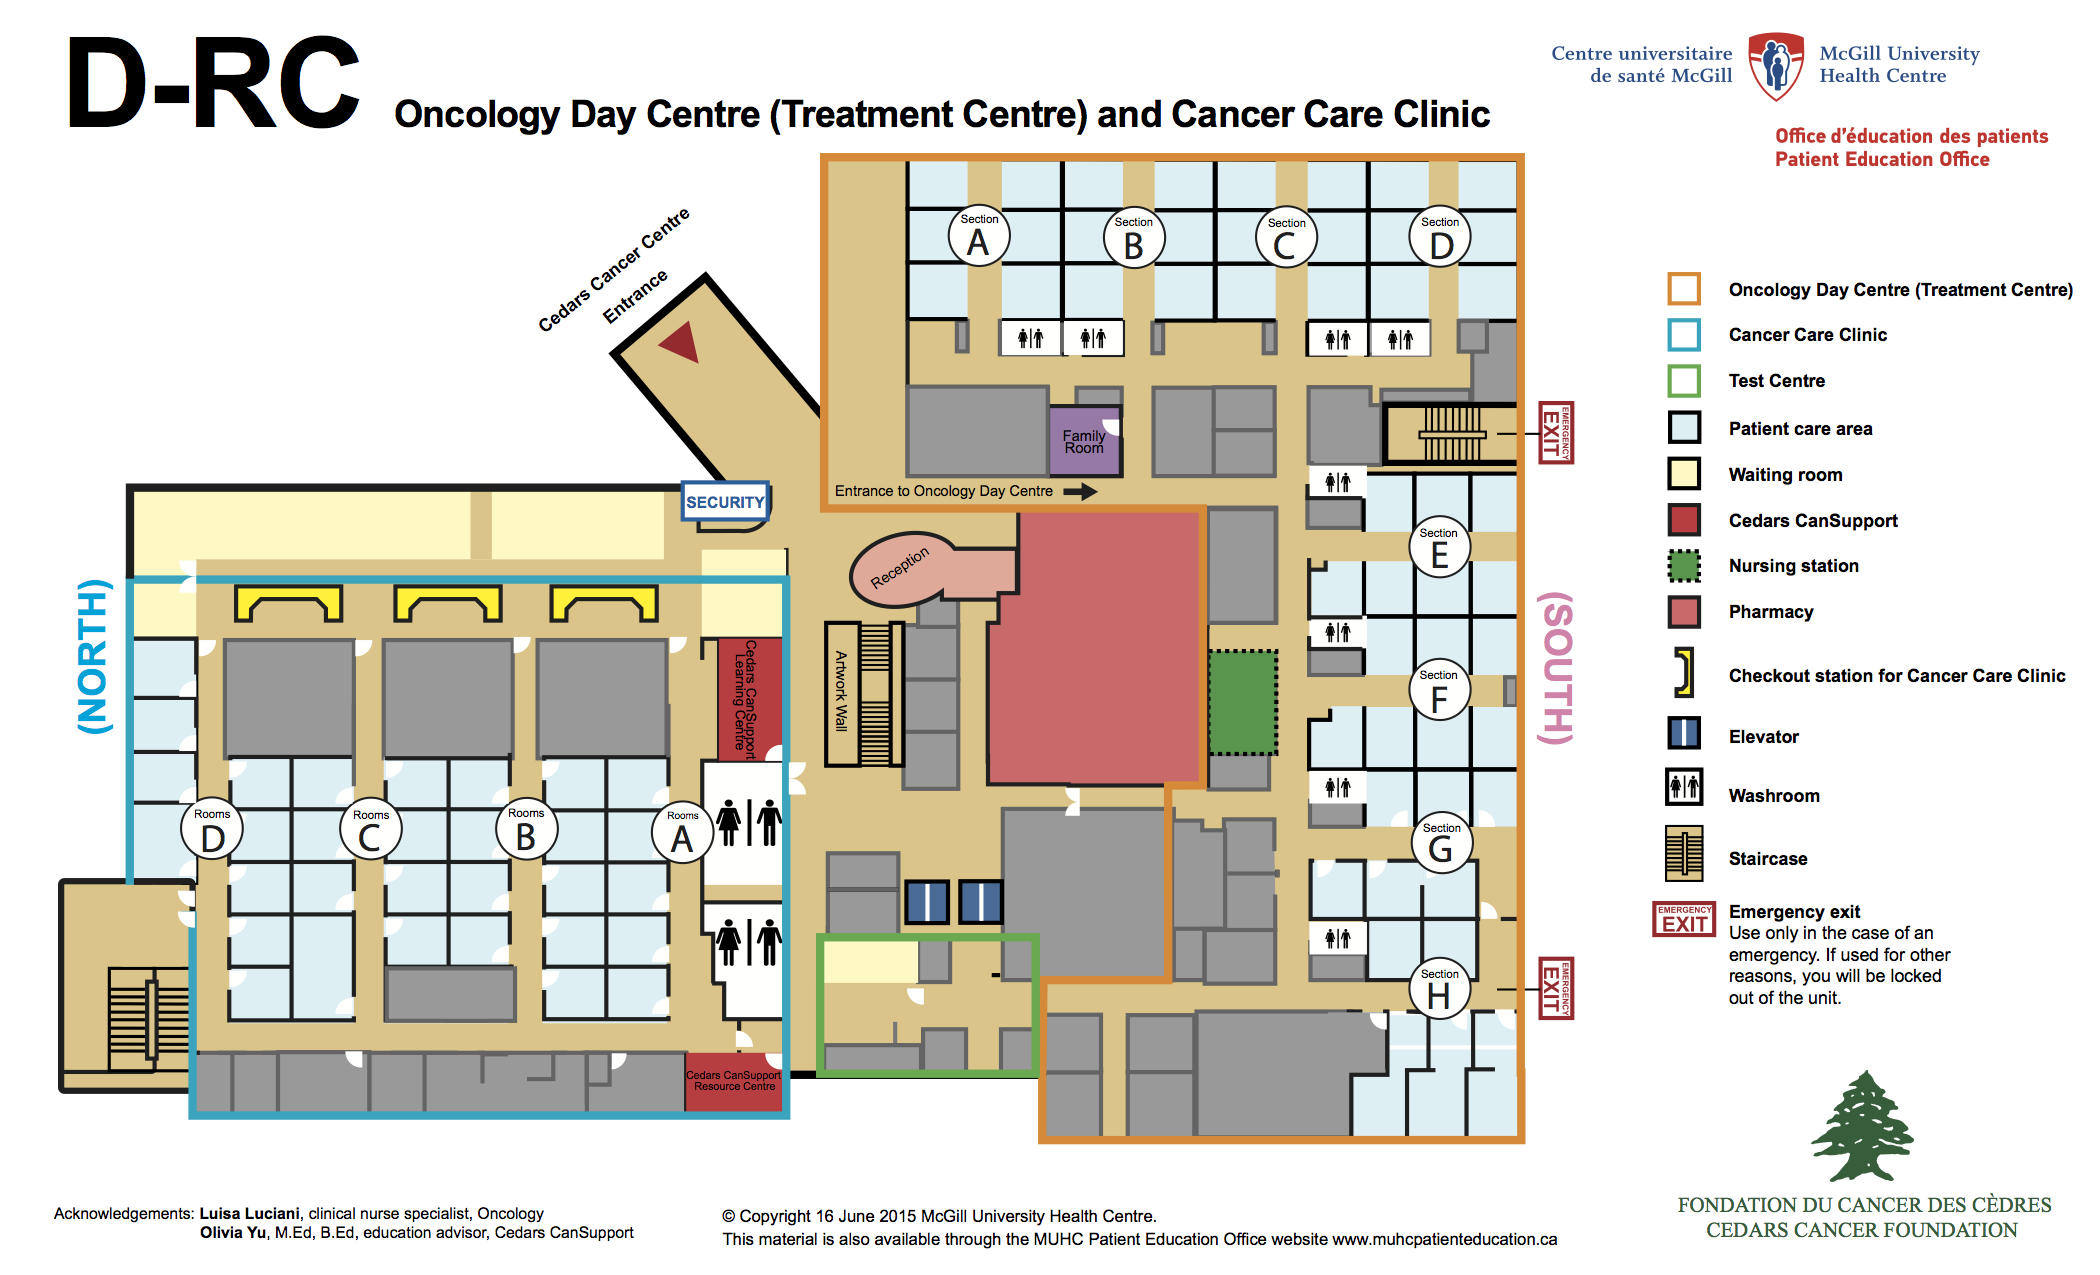 D-RC Oncology Day Centre (Treatment Centre) and Cancer Care Clinic
Centre universitaire
de santé McGill
McGill University
Health Centre
Office d'éducation des patients
Patient Education Office
Cedars Cancer Centre
Entrance
Section
A
Section
B
Section
C
Section
D
Family
Room
EMERGENCY
EXIT
Entrance to Oncology Day Centre
SECURITY
Reception
Section
E
(NORTH)
(SOUTH)
Cedars CanSupport
Learning Centre
Artwork Wall
Section
F
Rooms
D
Rooms
C
Rooms
B
Rooms
A
Section
G
Section
H
EMERGENCY
EXIT
Cedars CanSupport
Resource Centre
Oncology Day Centre (Treatment Centre)
Cancer Care Clinic
Test Centre
Patient care area
Waiting room
Cedars CanSupport
Nursing station
Pharmacy
Checkout station for Cancer Care Clinic
Elevator
Washroom
Staircase
EMERGENCY
EXIT
Emergency exit
Use only in the case of an
emergency. If used for other
reasons, you will be locked
out of the unit.
FONDATION DU CANCER DES CÈDRES
CEDARS CANCER FOUNDATION
Acknowledgements: Luisa Luciani, clinical nurse specialist, Oncology
Olivia Yu, M.Ed, B.Ed, education advisor, Cedars CanSupport
© Copyright 16 June 2015 McGill University Health Centre.
This material is also available through the MUHC Patient Education Office website www.muhcpatienteducation.ca